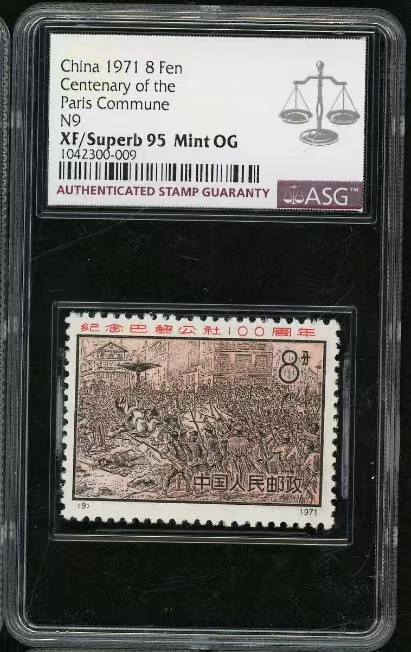 China 1971 8 Fen
Centenary of the
Paris Commune
N9
XF/Superb 95 Mint OG
1042300-009
AUTHENTICATED STAMP GUARANTY
ASG™
纪念巴黎公社100周年
8分
中国人民邮政
(9)
1971